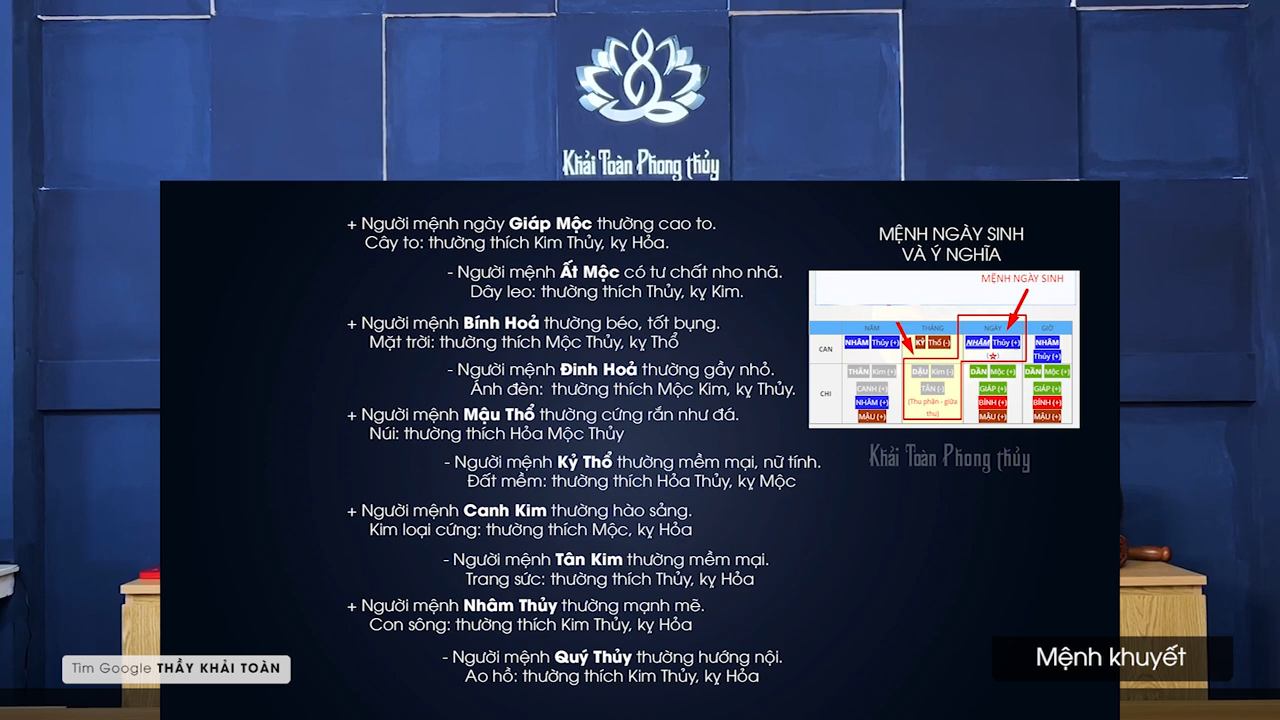 Khải Toàn Phong thủy
+ Người mệnh ngày Giáp Mộc thường cao to.
Cây to: thường thích Kim Thủy, kỵ Hỏa.
- Người mệnh Ất Mộc có tư chất nho nhã.
Dây leo: thường thích Thủy, kỵ Kim.
+ Người mệnh Bính Hoả thường béo, tốt bụng.
Mặt trời: thường thích Mộc Thủy, kỵ Thổ
- Người mệnh Đinh Hoả thường gầy nhỏ.
Ánh đèn: thường thích Mộc Kim, kỵ Thủy.
+ Người mệnh Mậu Thổ thường cứng rắn như đá.
Núi: thường thích Hỏa Mộc Thủy
- Người mệnh Kỷ Thổ thường mềm mại, nữ tính.
Đất mềm: thường thích Hỏa Thủy, kỵ Mộc
+ Người mệnh Canh Kim thường hào sảng.
Kim loại cứng: thường thích Mộc, kỵ Hỏa
- Người mệnh Tân Kim thường mềm mại.
Trang sức: thường thích Thủy, kỵ Hỏa
+ Người mệnh Nhâm Thủy thường mạnh mẽ.
Con sông: thường thích Kim Thủy, kỵ Hỏa
- Người mệnh Quý Thủy thường hướng nội.
Ao hồ: thường thích Kim Thủy, kỵ Hỏa
MỆNH NGÀY SINH
VÀ Ý NGHĨA
MỆNH NGÀY SINH
NĂM THÁNG NGÀY GIỜ
CAN NHÂM Thủy (+) KỶ Thổ (-) NHÂM Thủy (+) NHÂM
Thủy (+)
THÂN Kim (+) DẬU Kim (-) DẦN Mộc (+) DẦN Mộc (+)
CHI CANH (+) TÂN (-) GIÁP (+) GIÁP (+)
NHÂM (+) (Thu phân - giữa BÍNH (+) BÍNH (+)
MẬU (+) thu) MẬU (+) MẬU (+)
Khải Toàn Phong thủy
Tìm Google THẦY KHẢI TOÀN
Mệnh khuyết